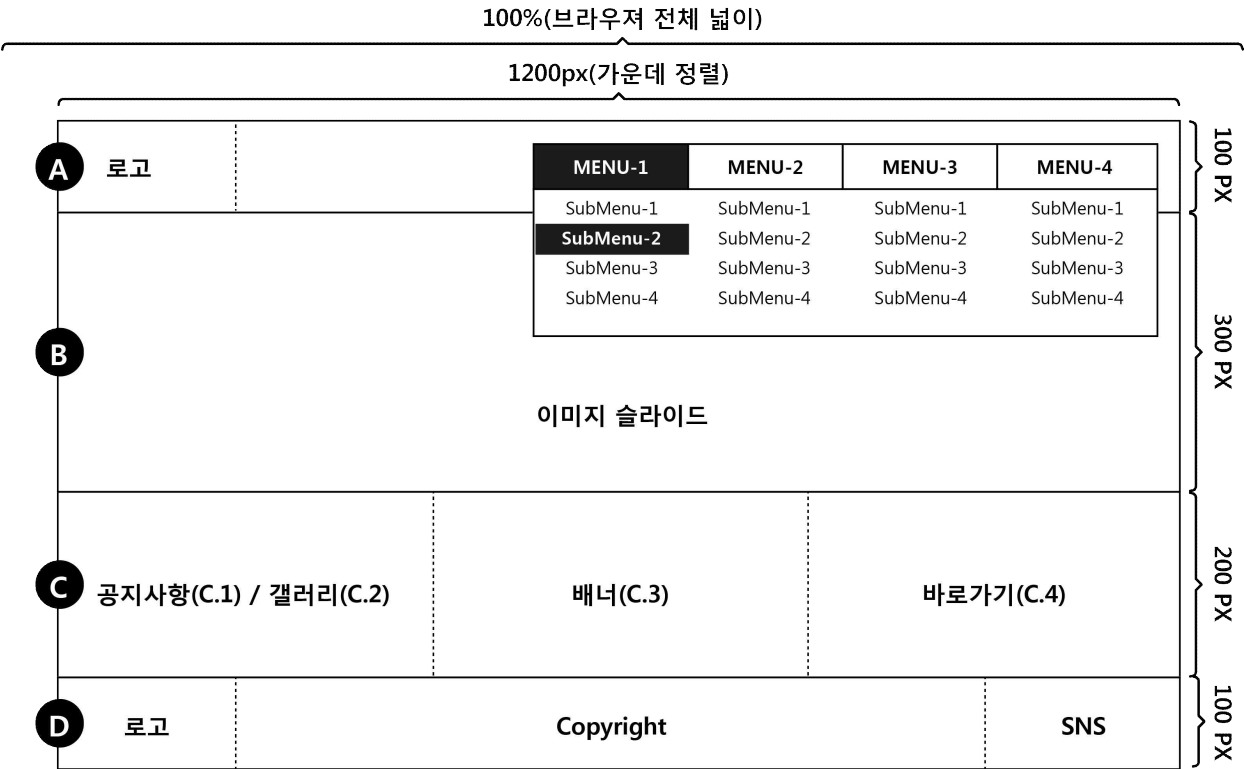 100%(브라우져 전체 넓이)
1200px(가운데 정렬)
A
로고
MENU-1 MENU-2 MENU-3 MENU-4
100 PX
SubMenu-1 SubMenu-1 SubMenu-1 SubMenu-1
SubMenu-2 SubMenu-2 SubMenu-2 SubMenu-2
SubMenu-3 SubMenu-3 SubMenu-3 SubMenu-3
SubMenu-4 SubMenu-4 SubMenu-4 SubMenu-4
B
이미지 슬라이드
300 PX
C
공지사항(C.1) / 갤러리(C.2)
배너(C.3)
바로가기(C.4)
200 PX
D
로고
Copyright
SNS
100 PX